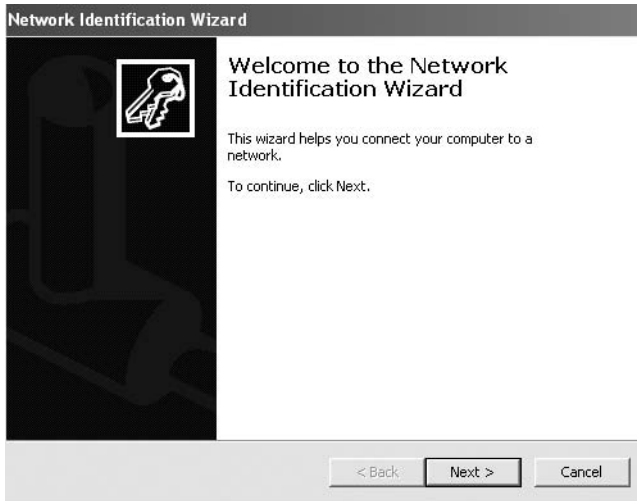 Network Identification Wizard
Welcome to the Network
Identification Wizard
This wizard helps you connect your computer to a
network.
To continue, click Next.
< Back
Next >
Cancel